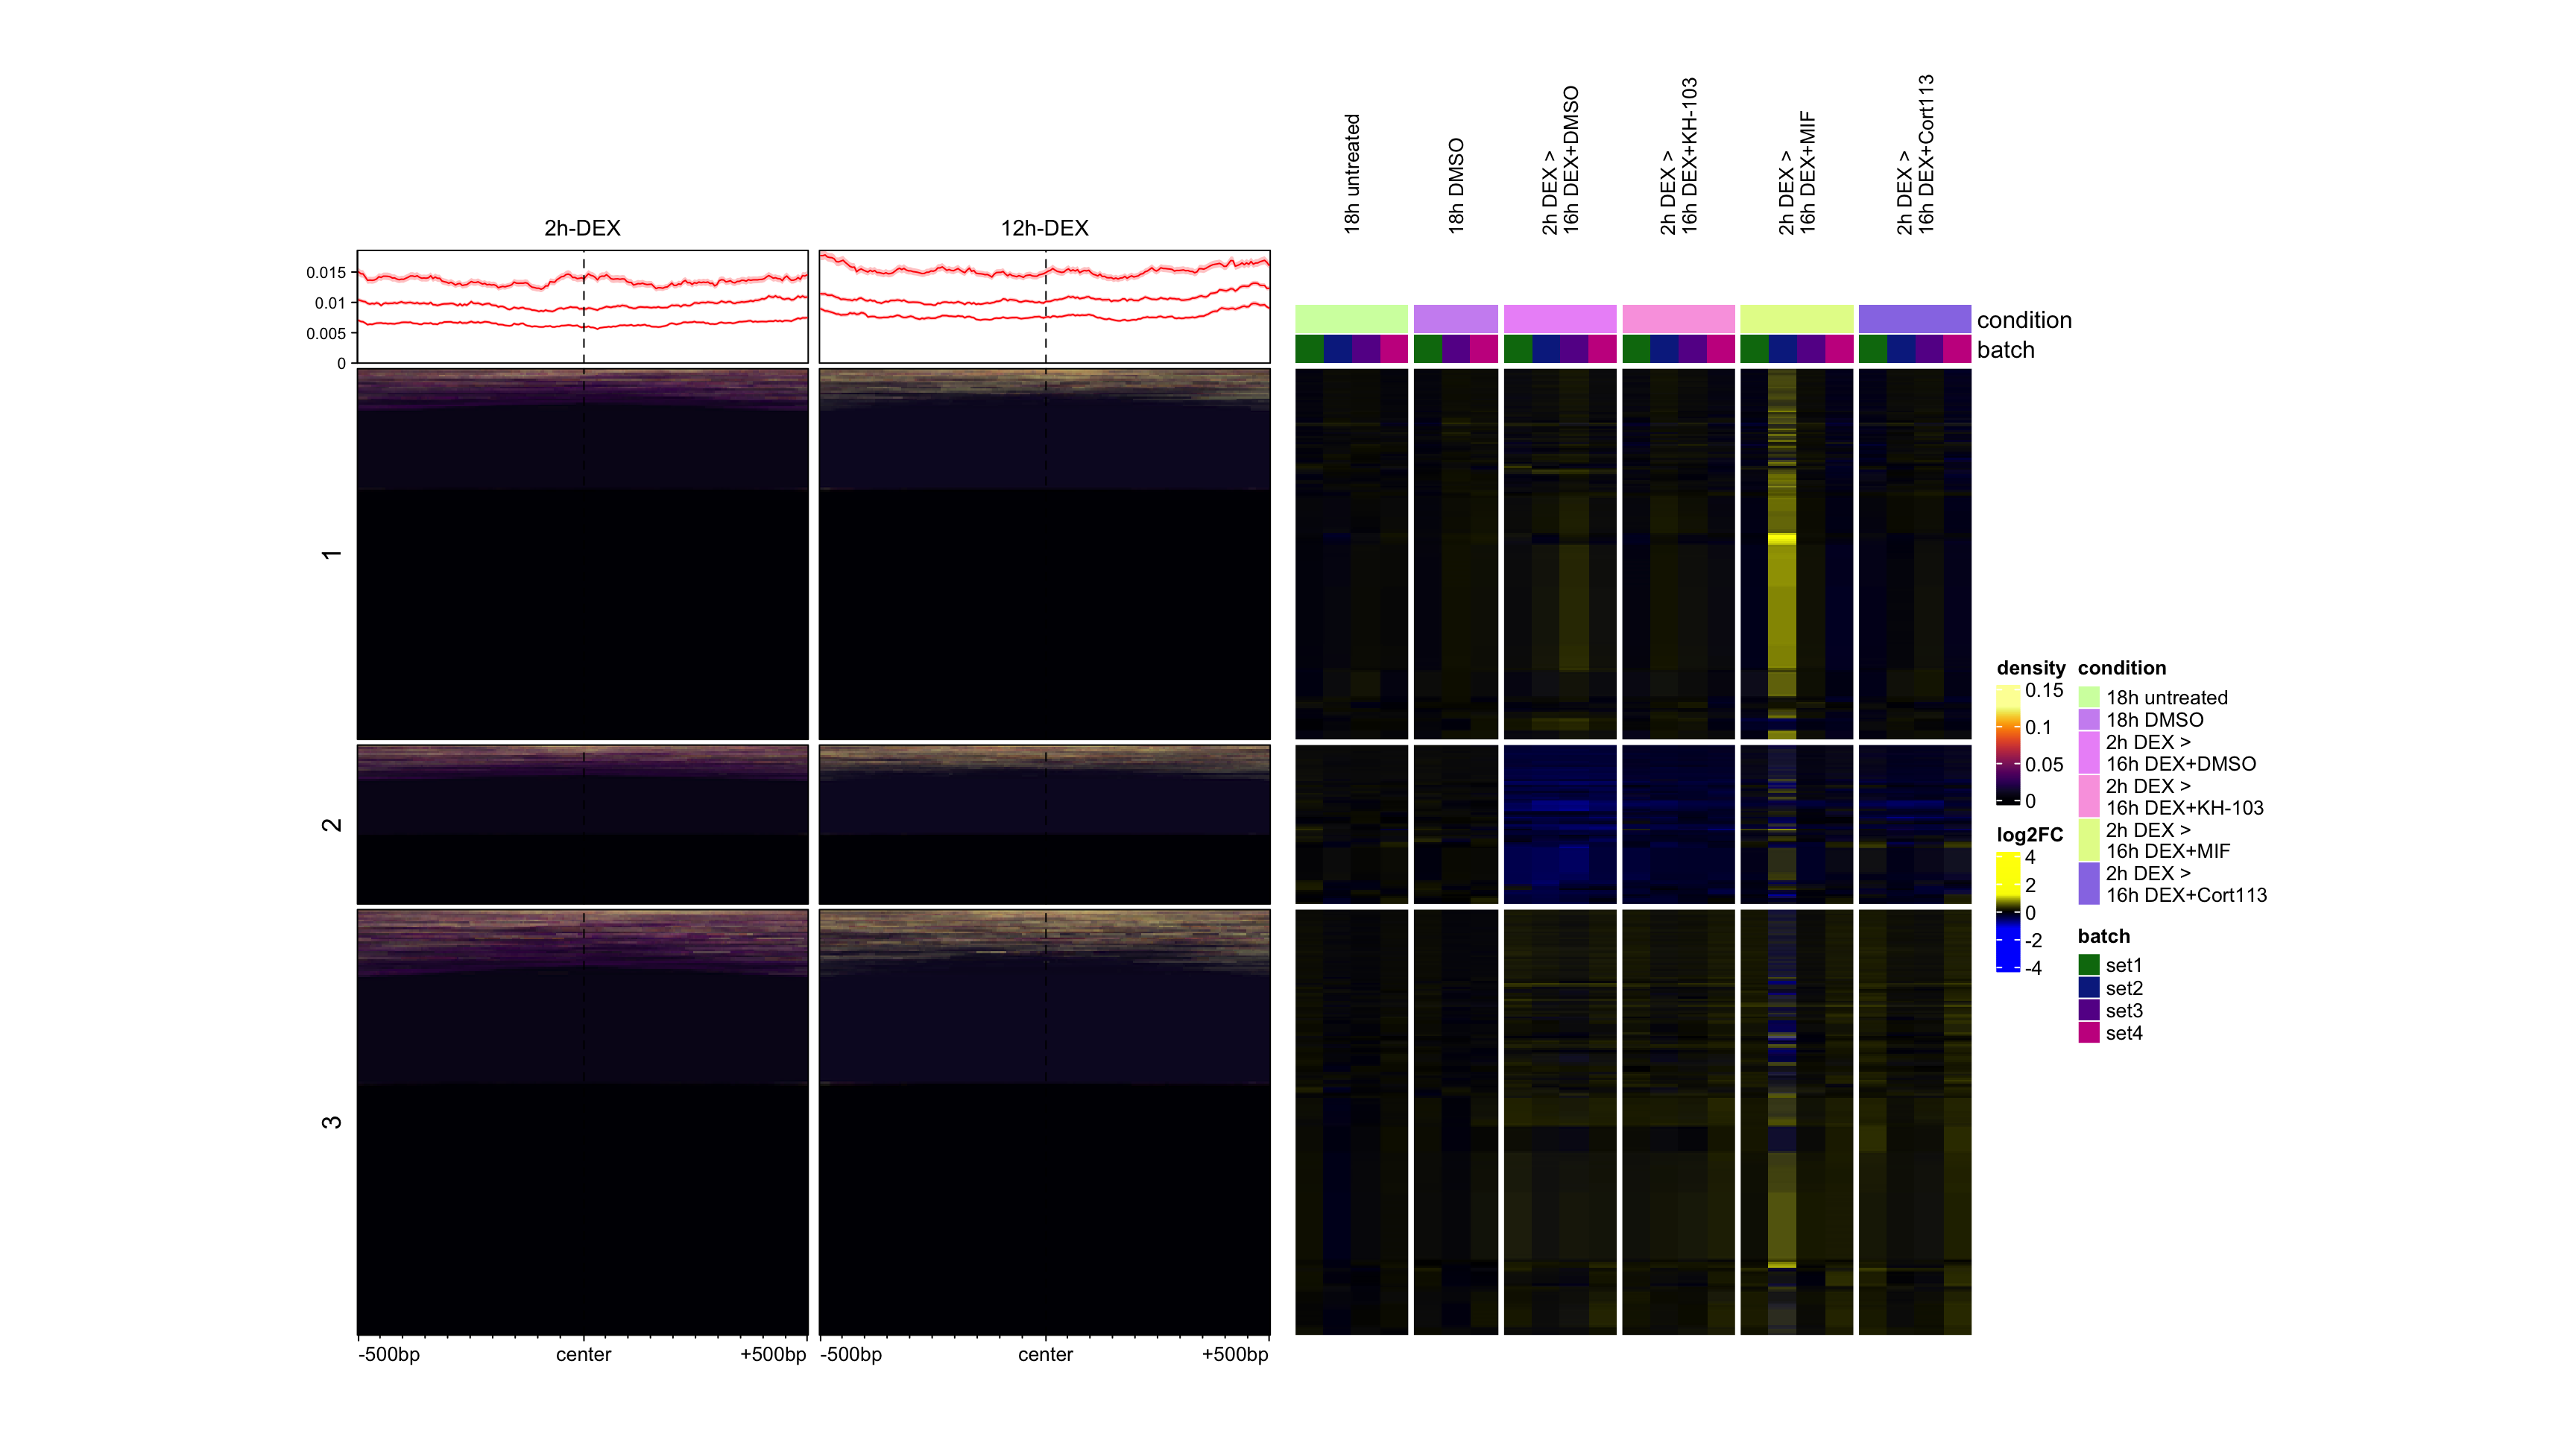 18h untreated
18h DMSO
2h DEX >
16h DEX+DMSO
2h DEX >
16h DEX+KH-103
2h DEX >
16h DEX+MIF
2h DEX >
16h DEX+Cort113
2h-DEX
12h-DEX
0.015
0.01
0.005
0
condition
batch
1
2
3
-500bp
center
+500bp
-500bp
center
+500bp
density
0.15
0.1
0.05
0
log2FC
4
2
0
-2
-4
condition
18h untreated
18h DMSO
2h DEX >
16h DEX+DMSO
2h DEX >
16h DEX+KH-103
2h DEX >
16h DEX+MIF
2h DEX >
16h DEX+Cort113
batch
set1
set2
set3
set4